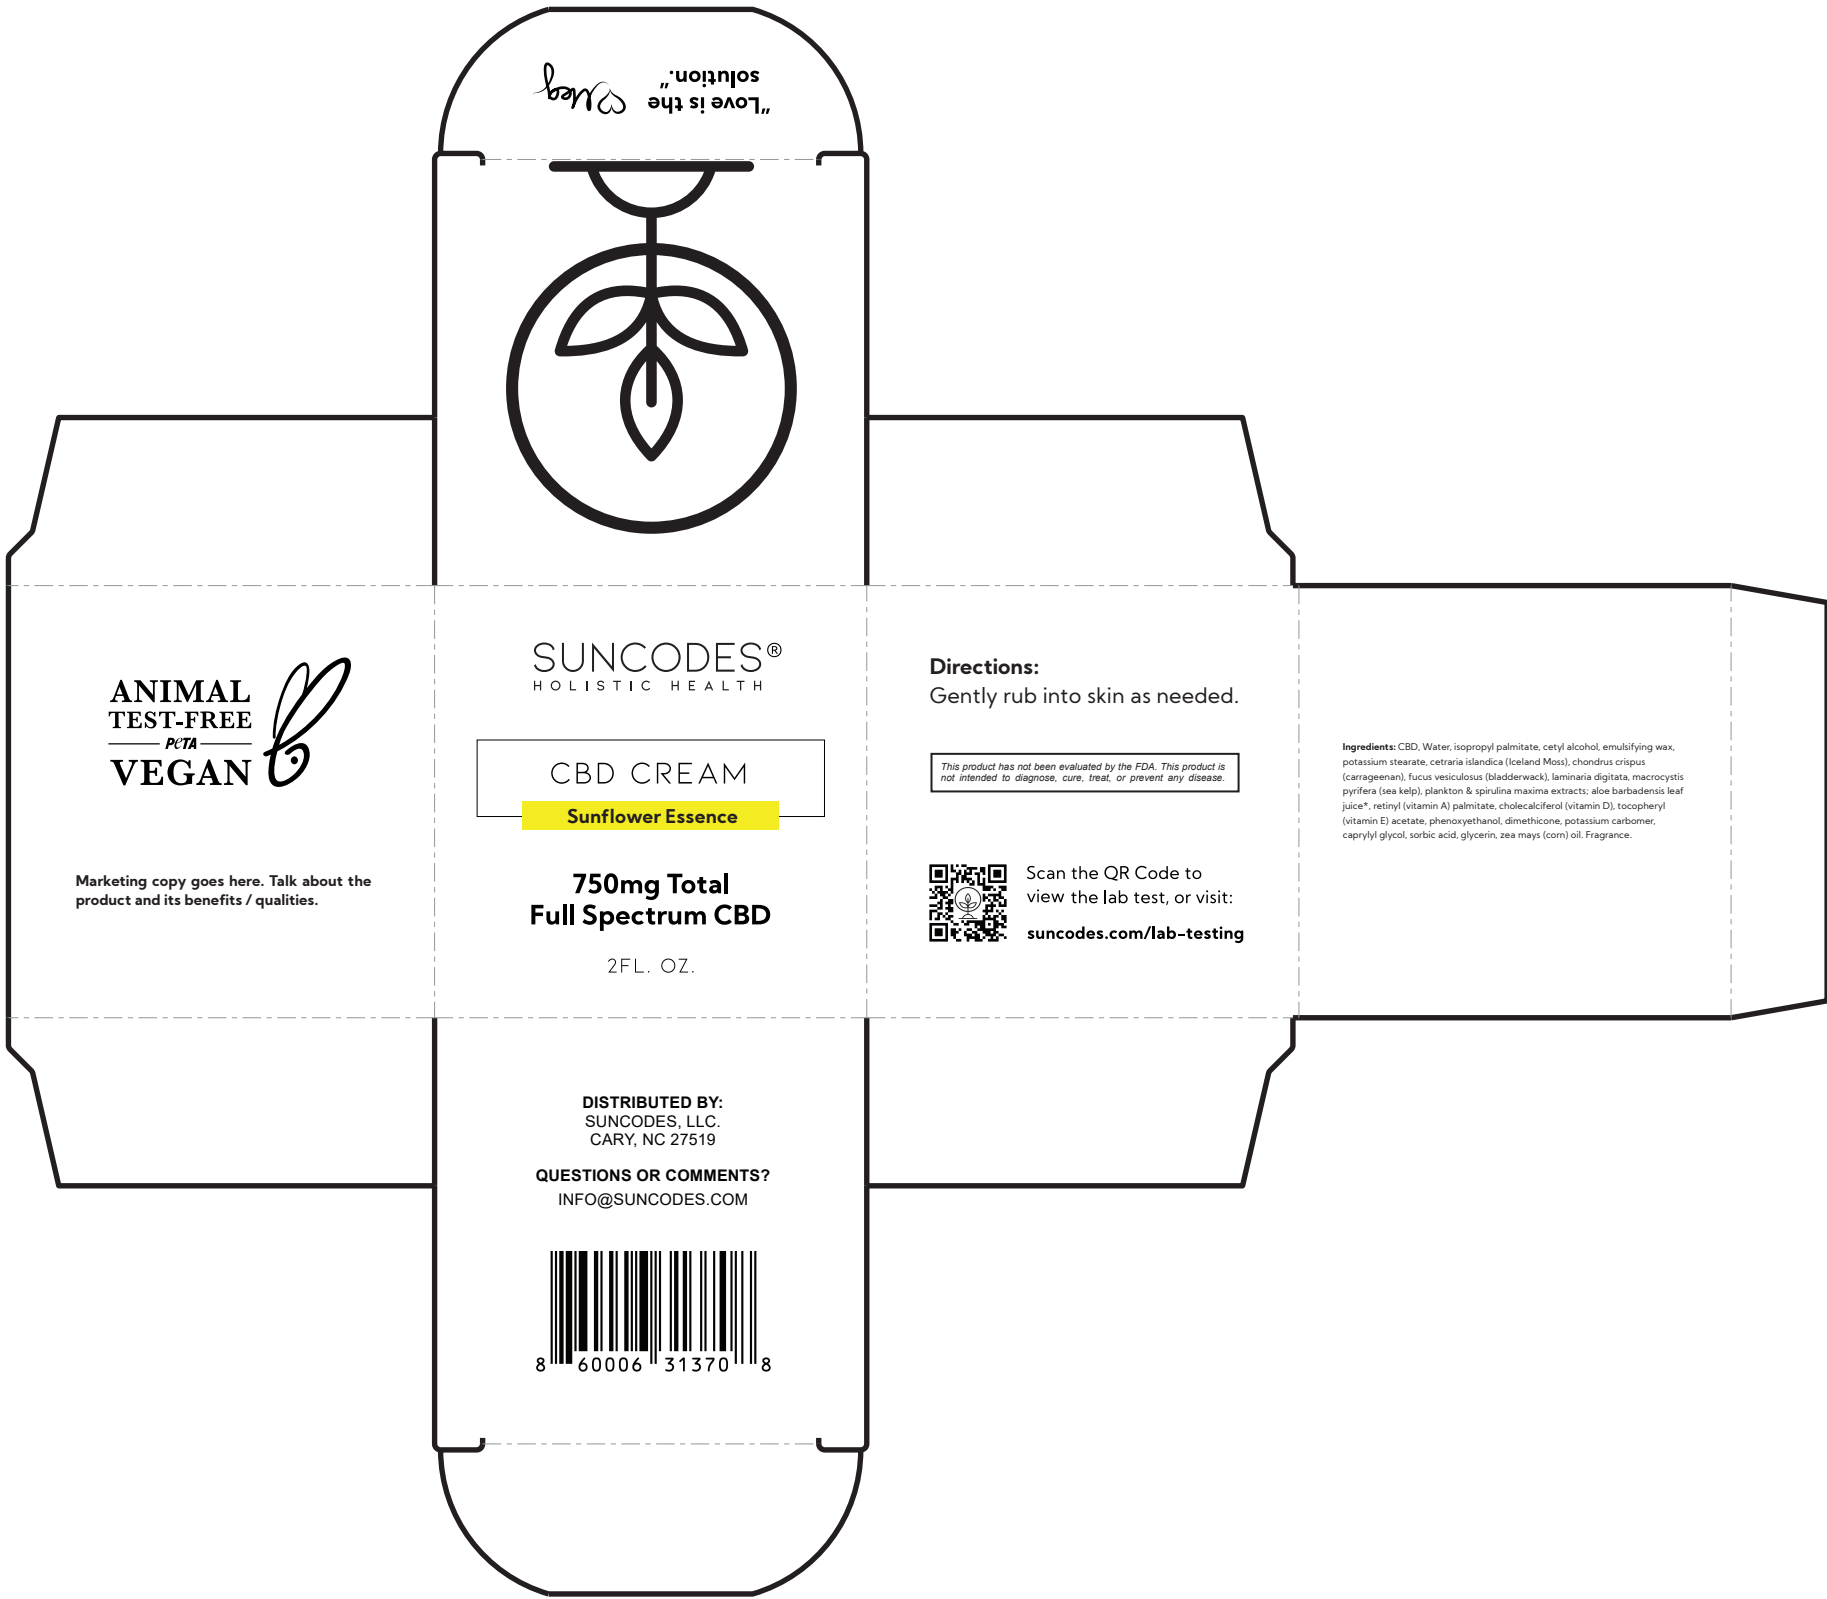 "Love is the
solution."
Meg
ANIMAL
TEST-FREE
PETA
VEGAN
Marketing copy goes here. Talk about the
product and its benefits / qualities.
SUNCODES®
HOLISTIC HEALTH
CBD CREAM
Sunflower Essence
750mg Total
Full Spectrum CBD
2FL. OZ.
Directions:
Gently rub into skin as needed.
This product has not been evaluated by the FDA. This product is
not intended to diagnose, cure, treat, or prevent any disease.
Scan the QR Code to
view the lab test, or visit:
suncodes.com/lab-testing
Ingredients: CBD, Water, isopropyl palmitate, cetyl alcohol, emulsifying wax,
potassium stearate, cetraria islandica (Iceland Moss), chondrus crispus
(carrageenan), fucus vesiculosus (bladderwack), laminaria digitata, macrocystis
pyrifera (sea kelp), plankton & spirulina maxima extracts; aloe barbadensis leaf
juice*, retinyl (vitamin A) palmitate, cholecalciferol (vitamin D), tocopheryl
(vitamin E) acetate, phenoxyethanol, dimethicone, potassium carbomer,
caprylyl glycol, sorbic acid, glycerin, zea mays (corn) oil. Fragrance.
DISTRIBUTED BY:
SUNCODES, LLC.
CARY, NC 27519
QUESTIONS OR COMMENTS?
INFO@SUNCODES.COM
8 60006 31370 8